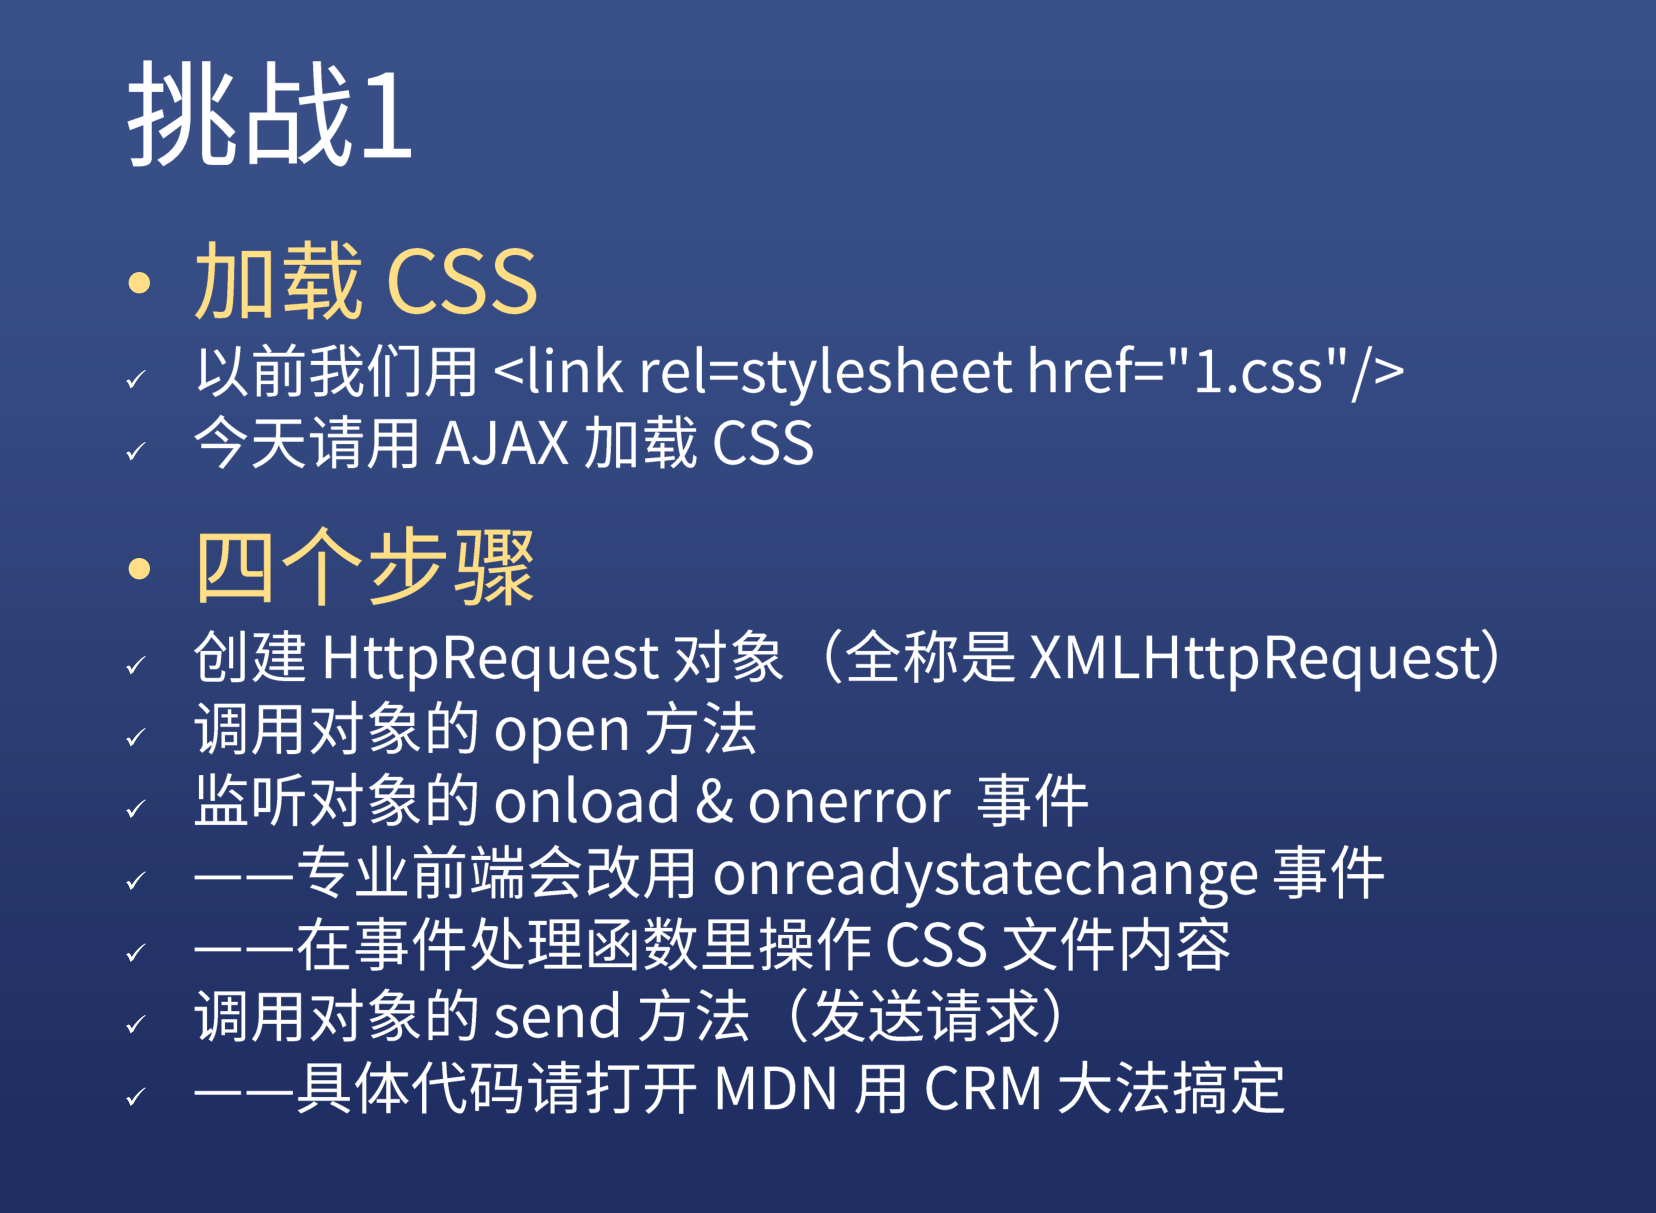 挑战1
• 加载 CSS
✓ 以前我们用 <link rel=stylesheet href="1.css"/>
✓ 今天请用 AJAX 加载 CSS
• 四个步骤
✓ 创建 HttpRequest 对象（全称是 XMLHttpRequest）
✓ 调用对象的 open 方法
✓ 监听对象的 onload & onerror 事件
✓ ——专业前端会改用 onreadystatechange 事件
✓ ——在事件处理函数里操作 CSS 文件内容
✓ 调用对象的 send 方法（发送请求）
✓ ——具体代码请打开 MDN 用 CRM 大法搞定